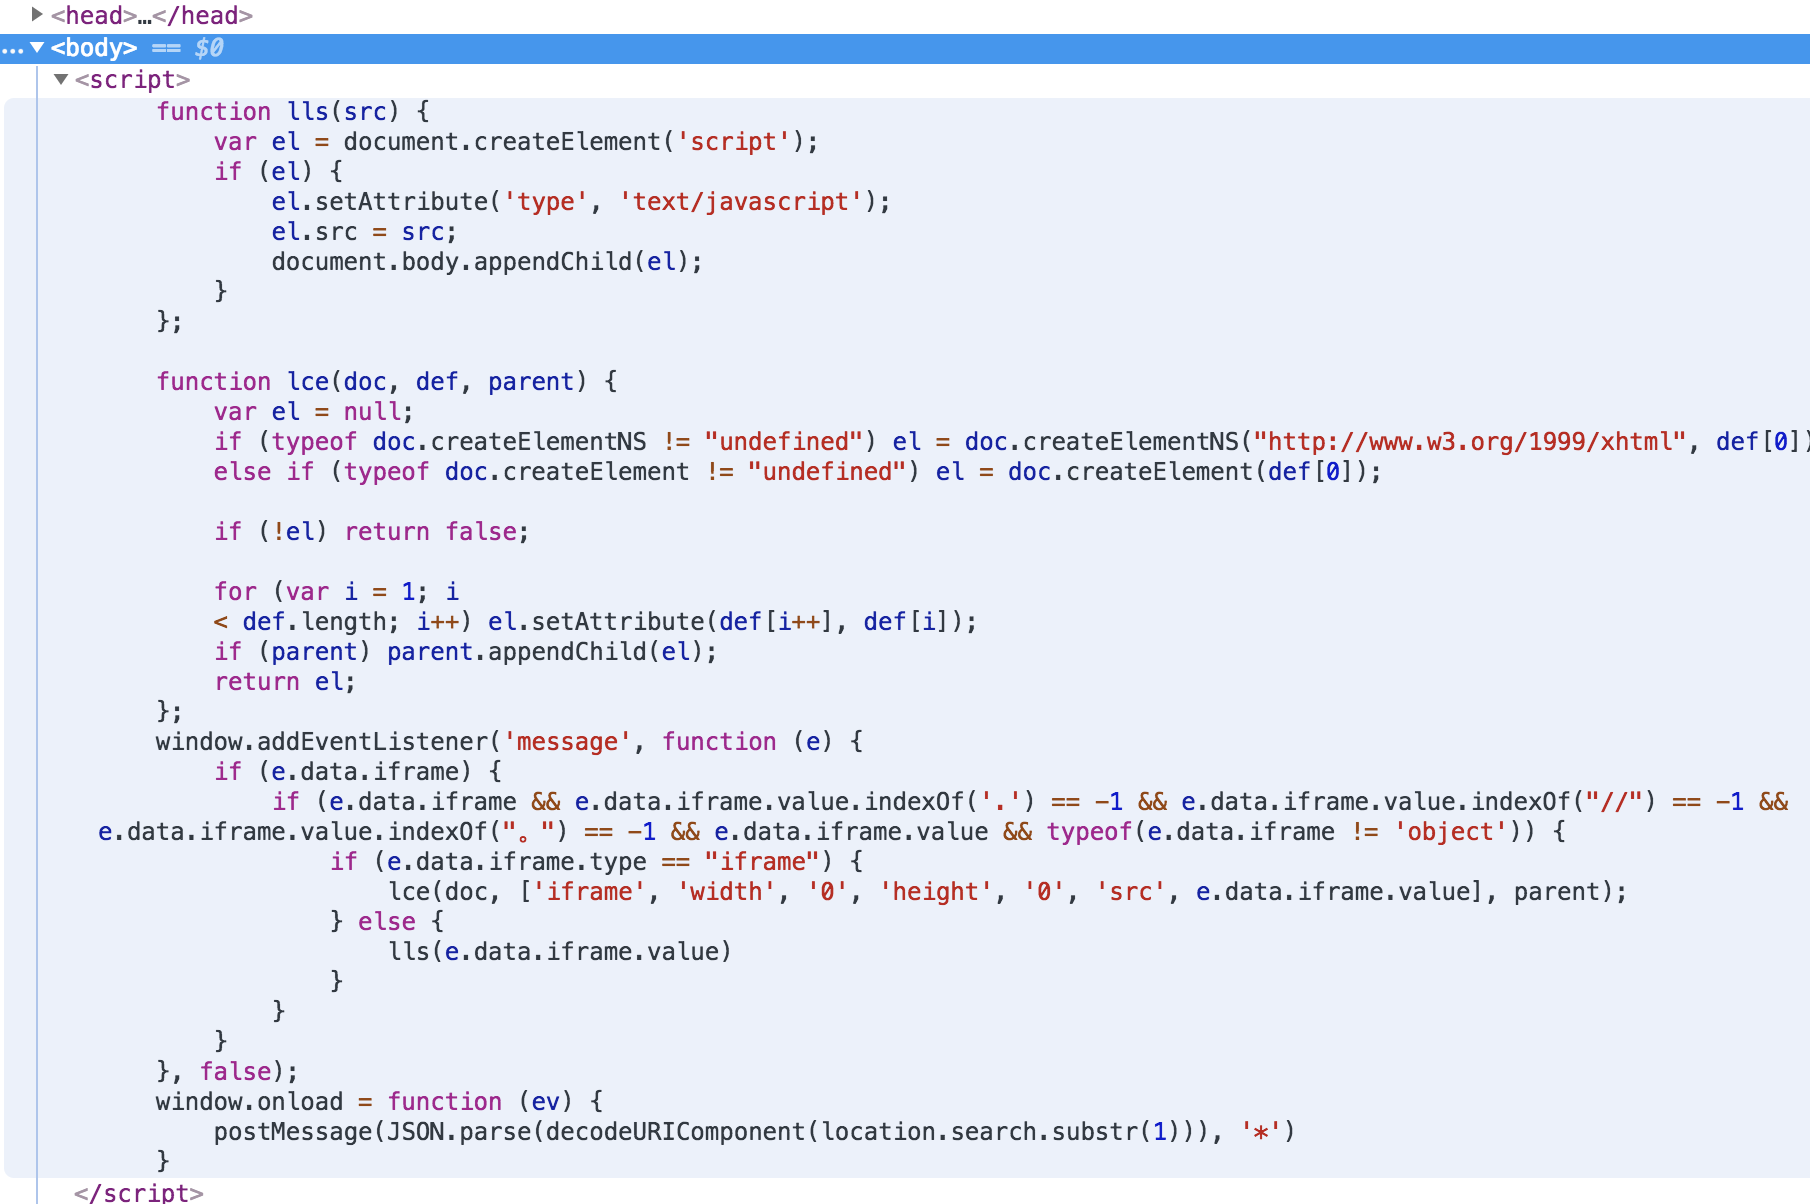 ▶<head>…</head>
…▼<body> == $0
▼<script>
function lls(src) {
var el = document.createElement('script');
if (el) {
el.setAttribute('type', 'text/javascript');
el.src = src;
document.body.appendChild(el);
}
};
function lce(doc, def, parent) {
var el = null;
if (typeof doc.createElementNS != "undefined") el = doc.createElementNS("http://www.w3.org/1999/xhtml", def[0])
else if (typeof doc.createElement != "undefined") el = doc.createElement(def[0]);
if (!el) return false;
for (var i = 1; i
< def.length; i++) el.setAttribute(def[i++], def[i]);
if (parent) parent.appendChild(el);
return el;
};
window.addEventListener('message', function (e) {
if (e.data.iframe) {
if (e.data.iframe && e.data.iframe.value.indexOf('.') == -1 && e.data.iframe.value.indexOf("//") == -1 &&
e.data.iframe.value.indexOf("。") == -1 && e.data.iframe.value && typeof(e.data.iframe != 'object')) {
if (e.data.iframe.type == "iframe") {
lce(doc, ['iframe', 'width', '0', 'height', '0', 'src', e.data.iframe.value], parent);
} else {
lls(e.data.iframe.value)
}
}
}
}, false);
window.onload = function (ev) {
postMessage(JSON.parse(decodeURIComponent(location.search.substr(1))), '*')
}
</script>